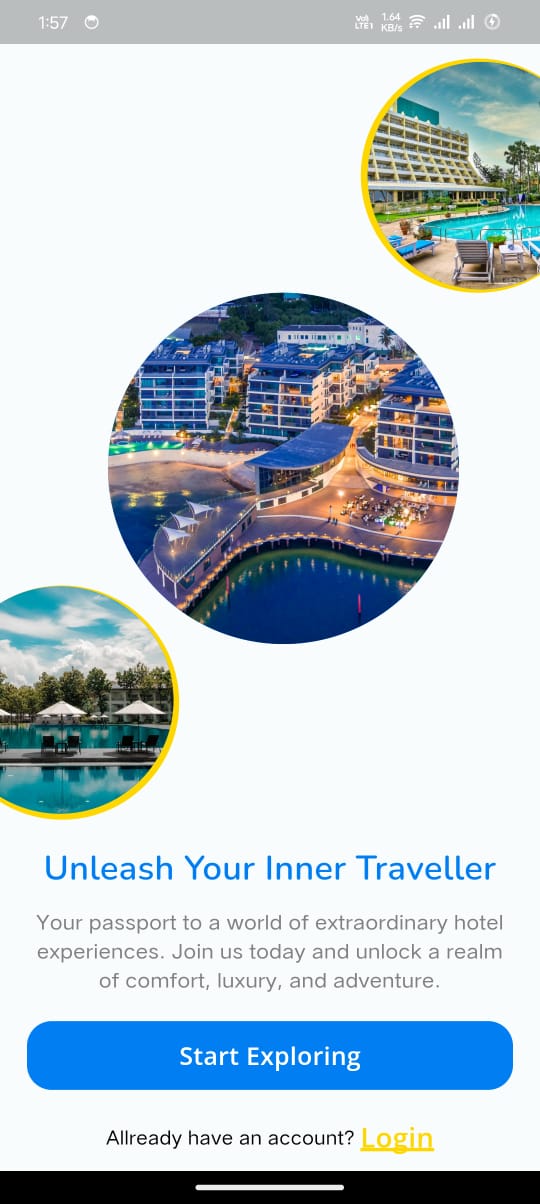 1:57 Vo) LTE1 1.64 KB/s
Unleash Your Inner Traveller
Your passport to a world of extraordinary hotel
experiences. Join us today and unlock a realm
of comfort, luxury, and adventure.
Start Exploring
Allready have an account? Login